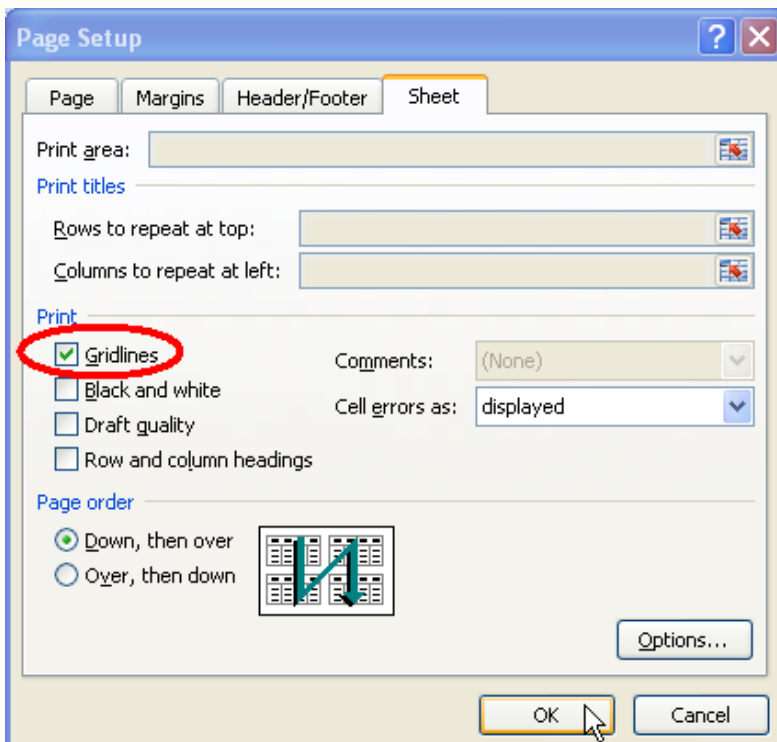 Page Setup
Page Margins Header/Footer Sheet
Print area:
Print titles
Rows to repeat at top:
Columns to repeat at left:
Print
Gridlines Comments: (None)
Black and white
Cell errors as: displayed
Draft quality
Row and column headings
Page order
Down, then over
Over, then down
Options...
OK Cancel